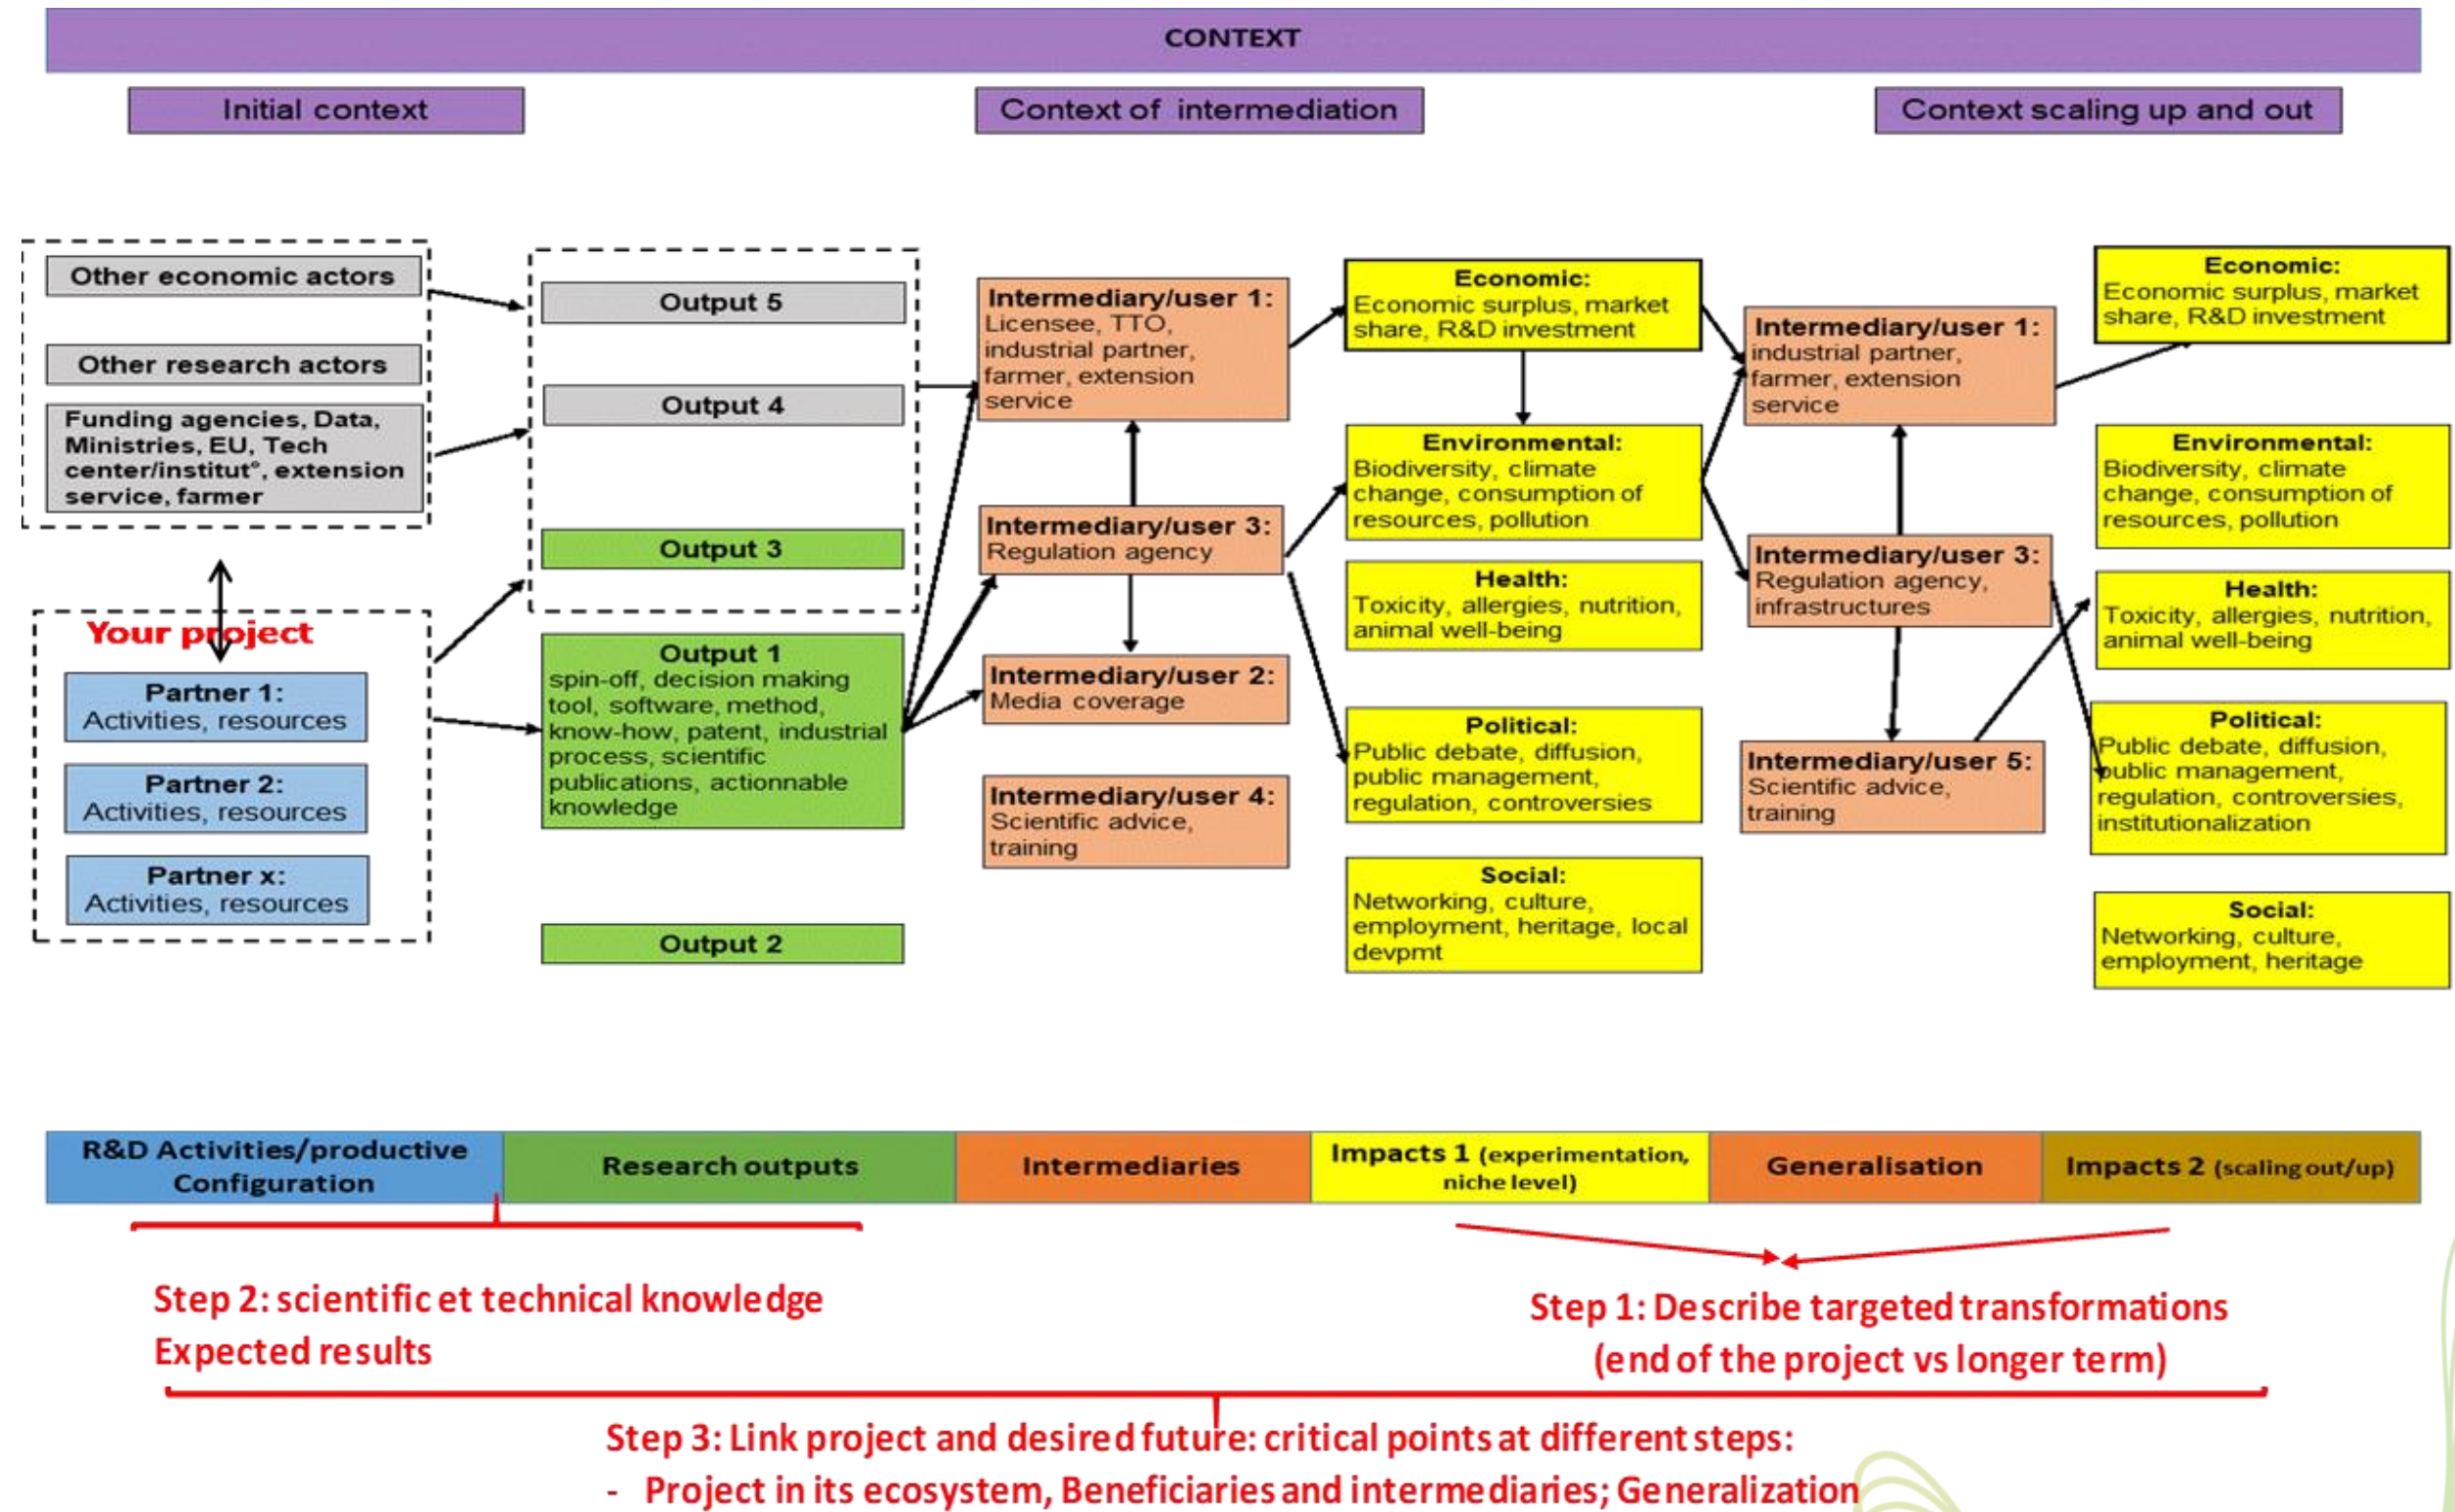 CONTEXT
Initial context
Context of intermediation
Context scaling up and out
Other economic actors
Other research actors
Funding agencies, Data,
Ministries, EU, Tech
center/institut°, extension
service, farmer
Your project
Partner 1:
Activities, resources
Partner 2:
Activities, resources
Partner x:
Activities, resources
Output 5
Output 4
Output 3
Output 1
spin-off, decision making
tool, software, method,
know-how, patent, industrial
process, scientific
publications, actionnable
knowledge
Output 2
Intermediary/user 1:
Licensee, TTO,
industrial partner,
farmer, extension
service
Intermediary/user 3:
Regulation agency
Intermediary/user 2:
Media coverage
Intermediary/user 4:
Scientific advice,
training
Economic:
Economic surplus, market
share, R&D investment
Environmental:
Biodiversity, climate
change, consumption of
resources, pollution
Health:
Toxicity, allergies, nutrition,
animal well-being
Political:
Public debate, diffusion,
public management,
regulation, controversies
Social:
Networking, culture,
employment, heritage, local
devpmt
Intermediary/user 1:
industrial partner,
farmer, extension
service
Intermediary/user 3:
Regulation agency,
infrastructures
Intermediary/user 5:
Scientific advice,
training
Economic:
Economic surplus, market
share, R&D investment
Environmental:
Biodiversity, climate
change, consumption of
resources, pollution
Health:
Toxicity, allergies, nutrition,
animal well-being
Political:
Public debate, diffusion,
public management,
regulation, controversies,
institutionalization
Social:
Networking, culture,
employment, heritage
R&D Activities/productive
Configuration
Research outputs
Intermediaries
Impacts 1 (experimentation,
niche level)
Generalisation
Impacts 2 (scaling out/up)
Step 2: scientific et technical knowledge
Expected results
Step 1: Describe targeted transformations
(end of the project vs longer term)
Step 3: Link project and desired future: critical points at different steps:
- Project in its ecosystem, Beneficiaries and intermediaries; Generalization